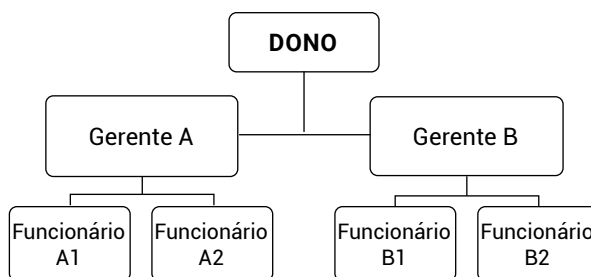 DONO
Gerente A
Gerente B
Funcionário
A1
Funcionário
A2
Funcionário
B1
Funcionário
B2